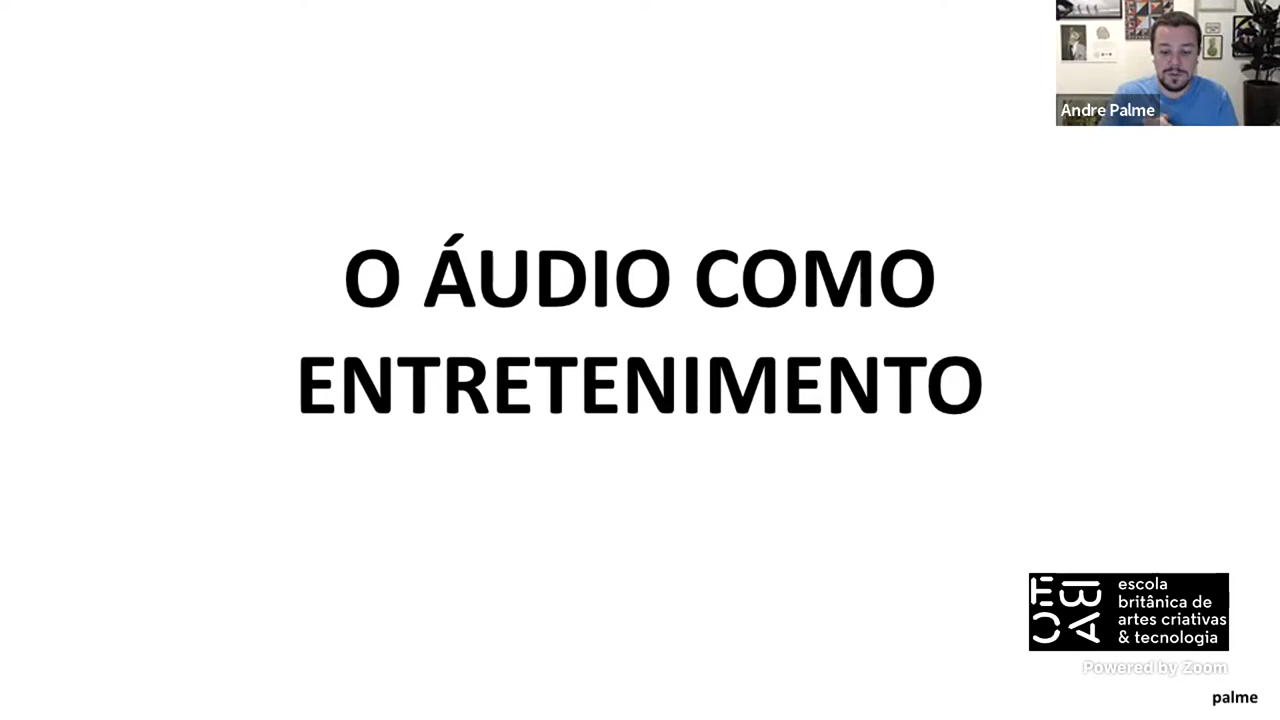 Andre Palme
O ÁUDIO COMO
ENTRETENIMENTO
escola
britânica de
artes criativas
& tecnologia
Powered by Zoom
palme